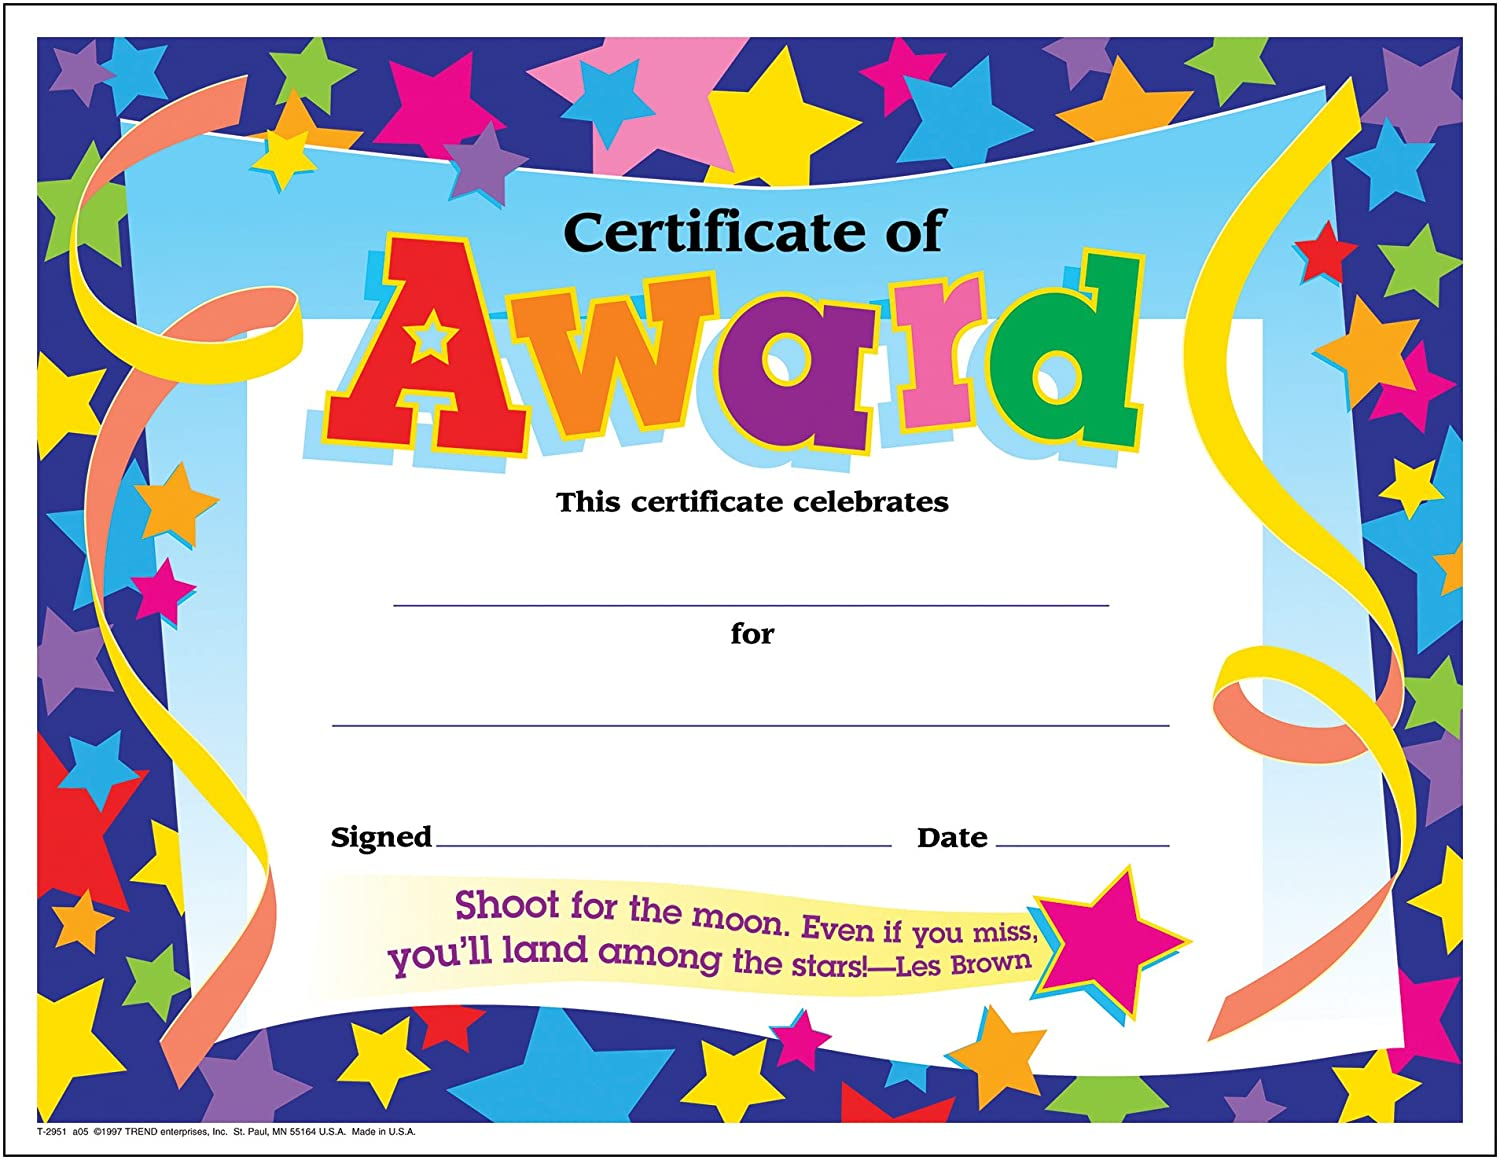 Certificate of
Award
This certificate celebrates
for
Signed Date
Shoot for the moon. Even if you miss,
you'll land among the stars!—Les Brown
T-2951 a05 ©1997 TREND enterprises, Inc. St. Paul, MN 55164 U.S.A. Made in U.S.A.